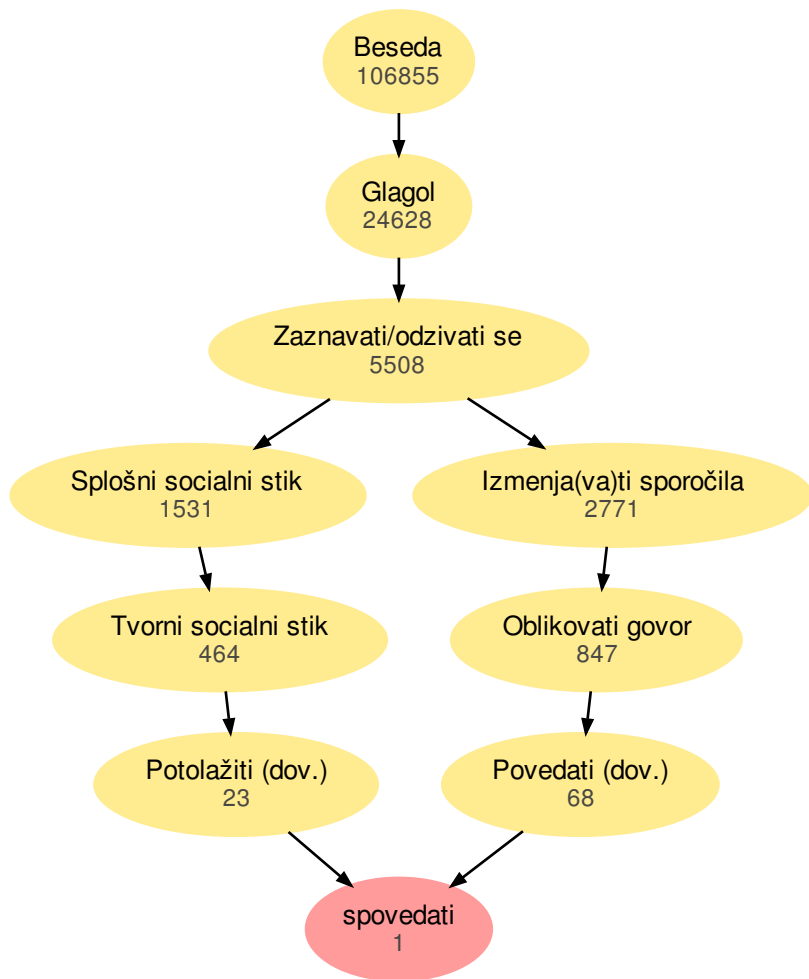 Beseda
106855
Glagol
24628
Zaznavati/odzivati se
5508
Splošni socialni stik
1531
Izmenja(va)ti sporočila
2771
Tvorni socialni stik
464
Oblikovati govor
847
Potolažiti (dov.)
23
Povedati (dov.)
68
spovedati
1